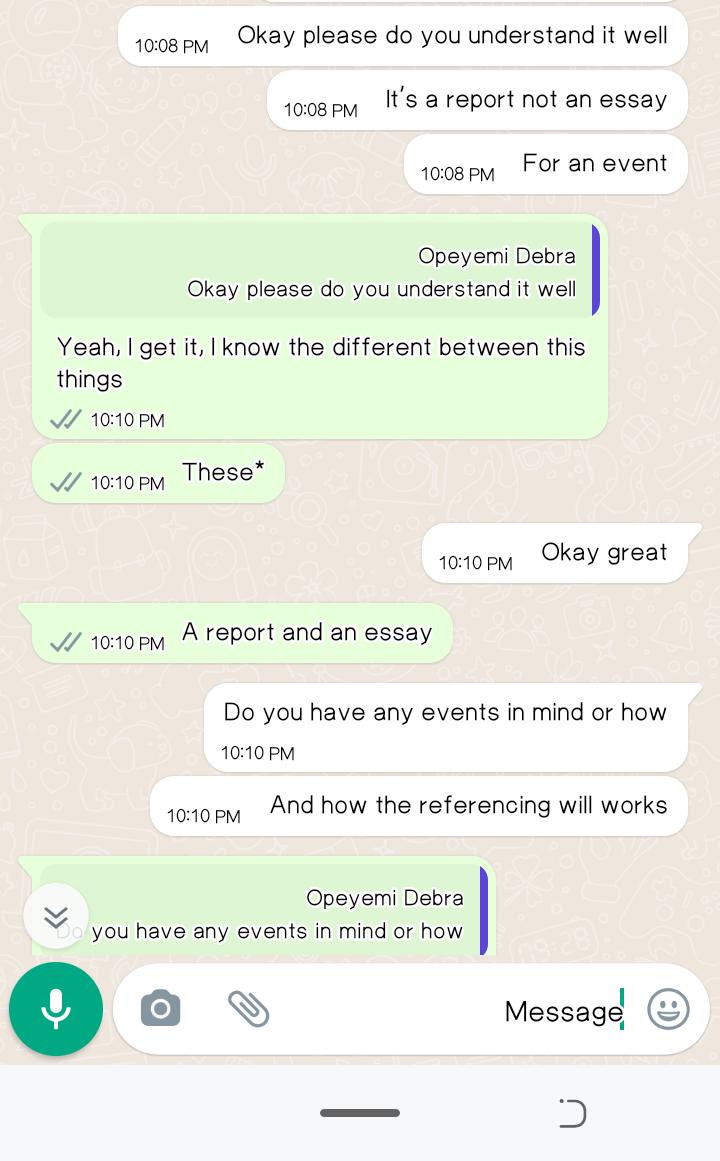 Okay please do you understand it well
10:08 PM
It's a report not an essay
10:08 PM
For an event
10:08 PM
Opeyemi Debra
Okay please do you understand it well
Yeah, I get it, I know the different between this
things
10:10 PM
These*
10:10 PM
Okay great
10:10 PM
A report and an essay
10:10 PM
Do you have any events in mind or how
10:10 PM
And how the referencing will works
10:10 PM
Opeyemi Debra
Do you have any events in mind or how
Message